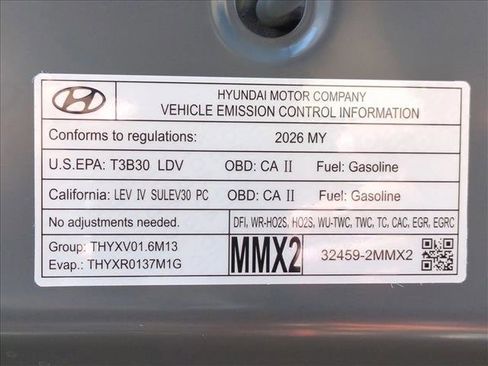 HYUNDAI MOTOR COMPANY
VEHICLE EMISSION CONTROL INFORMATION
Conforms to regulations: 2026 MY
U.S.EPA: T3B30 LDV OBD: CA II Fuel: Gasoline
California: LEV IV SULEV30 PC OBD: CA II Fuel: Gasoline
No adjustments needed. DFI, WR-HO2S, HO2S, WU-TWC, TWC, TC, CAC, EGR, EGRC
Group: THYXV01.6M13
Evap.: THYXR0137M1G
MMX2 32459-2MMX2